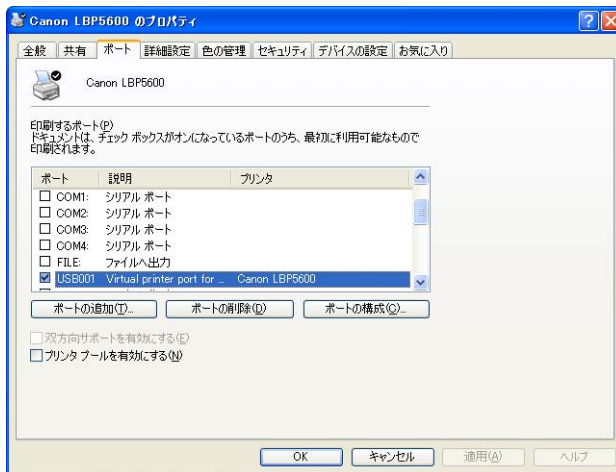 Canon LBP5600 のプロパティ
全般 共有 ポート 詳細設定 色の管理 セキュリティ デバイスの設定 お気に入り
Canon LBP5600
印刷するポート(P)
ドキュメントは、チェック ボックスがオンになっているポートのうち、最初に利用可能なもので
印刷されます。
ポート 説明 プリンタ
COM1: シリアル ポート
COM2: シリアル ポート
COM3: シリアル ポート
COM4: シリアル ポート
FILE: ファイルへ出力
USB001 Virtual printer port for ... Canon LBP5600
ポートの追加(T)... ポートの削除(D) ポートの構成(C)...
双方向サポートを有効にする(E)
プリンタ プールを有効にする(N)
OK キャンセル 適用(A) ヘルプ